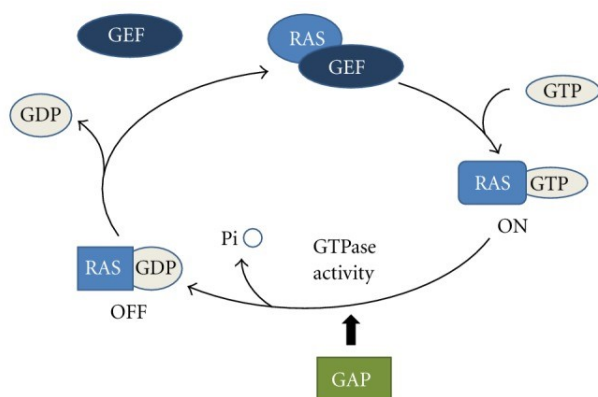 GEF
RAS
GEF
GDP
GTP
RAS
GTP
ON
Pi
GTPase
activity
RAS
GDP
OFF
GAP